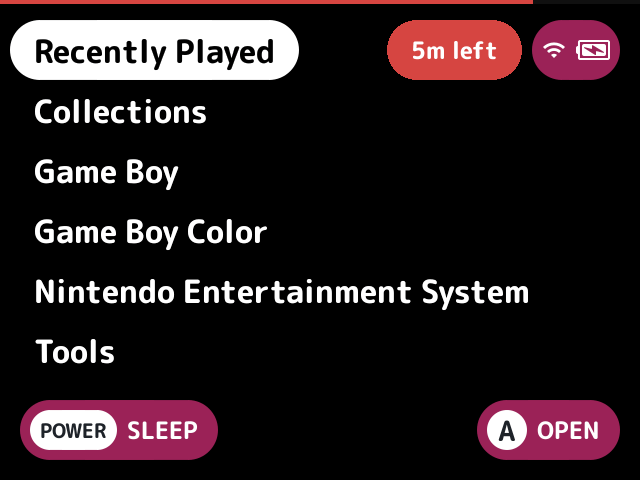 Recently Played
5m left
Collections
Game Boy
Game Boy Color
Nintendo Entertainment System
Tools
POWER SLEEP
A OPEN